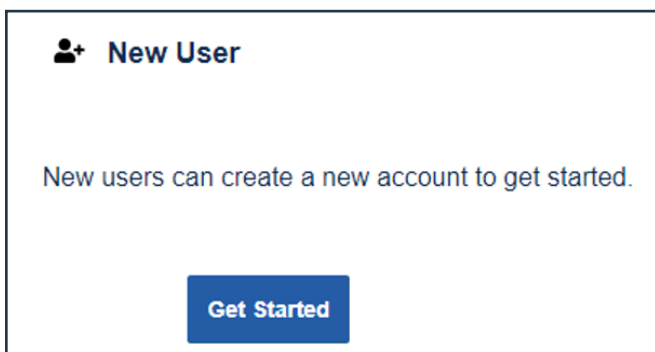 New User
New users can create a new account to get started.
Get Started